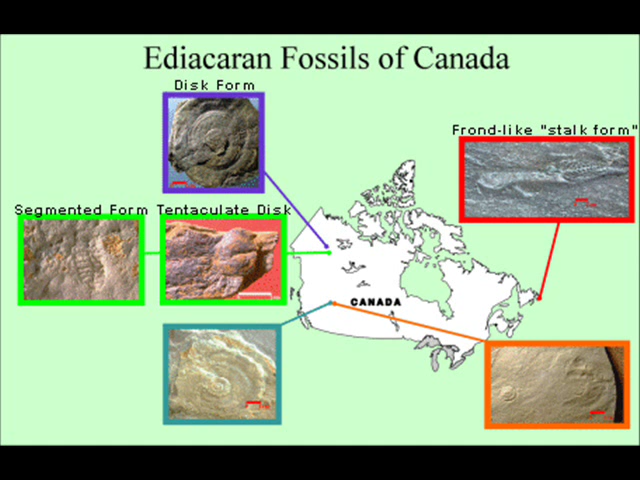 Ediacaran Fossils of Canada
Disk Form
Frond-like "stalk form"
Segmented Form
Tentaculate Disk
CANADA